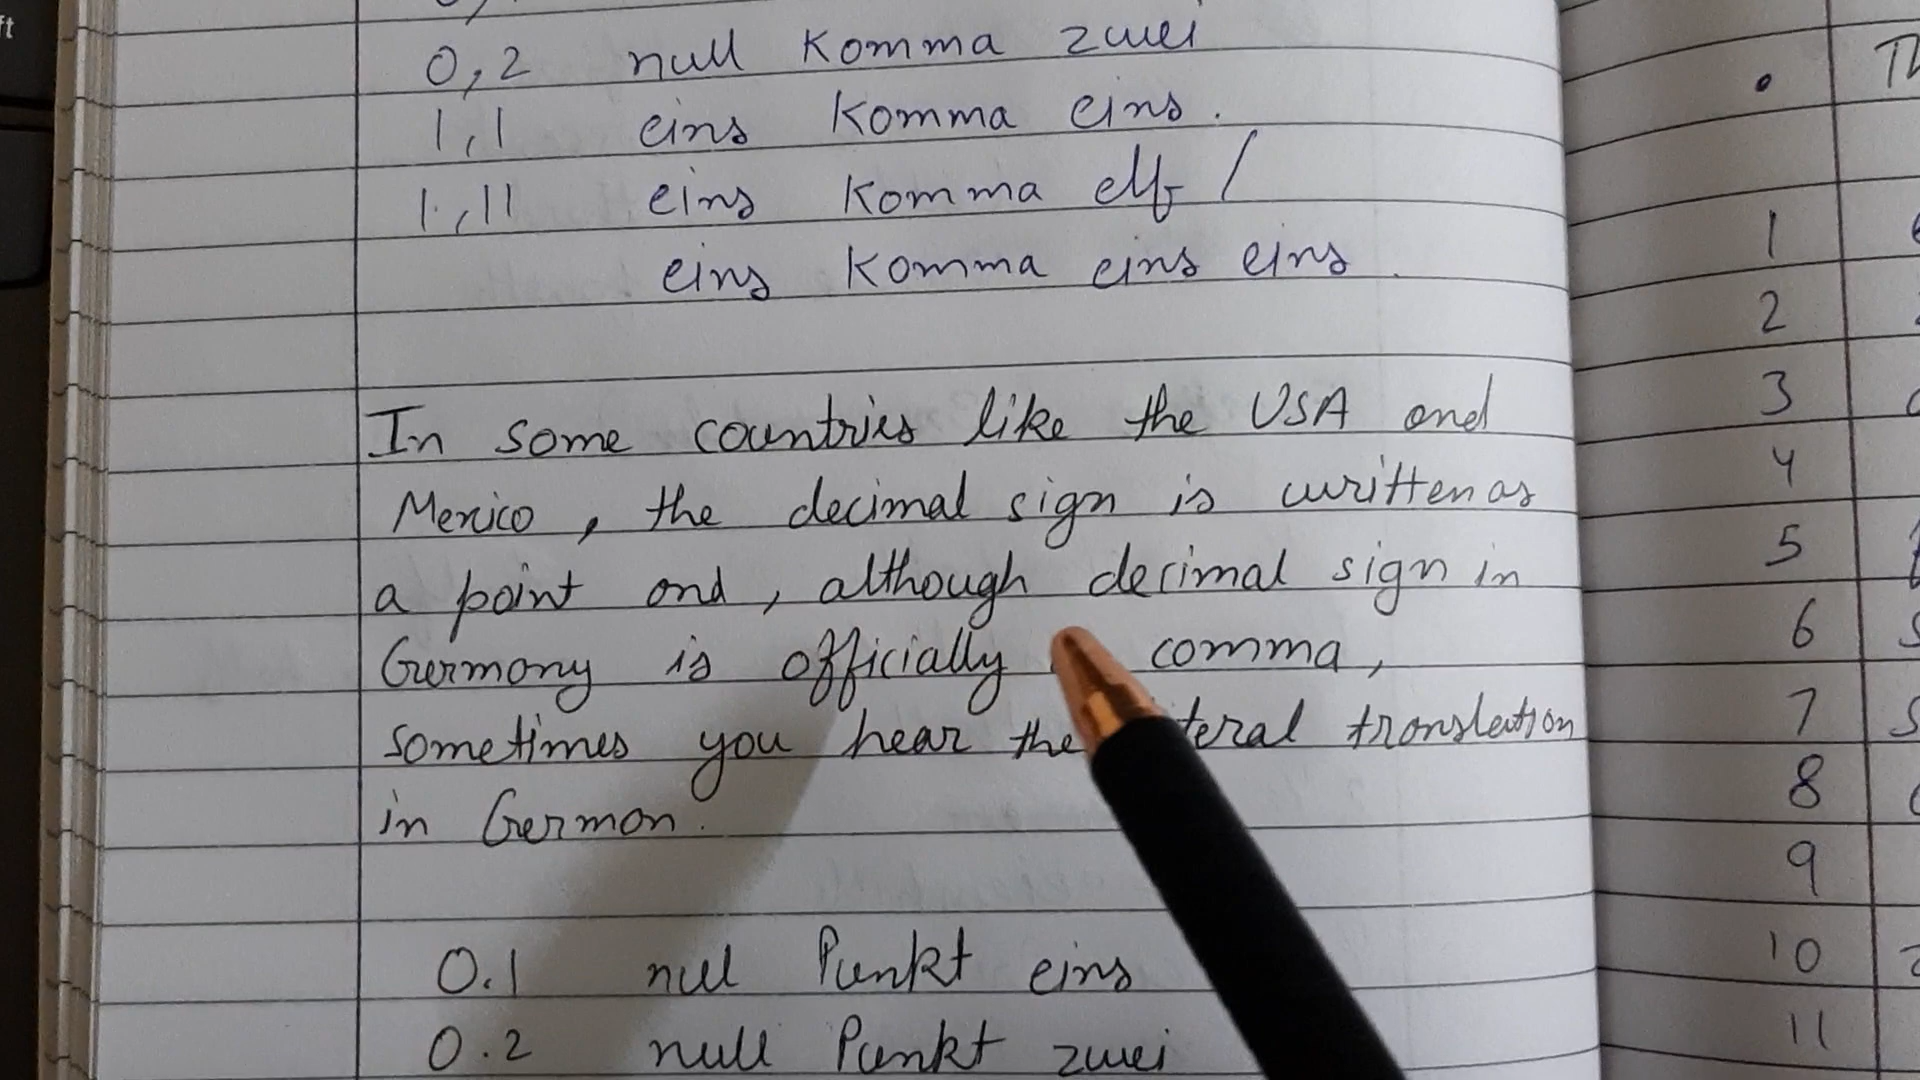 0,2 null Komma zwei
1,1 eins Komma eins.
1,11 eins Komma elf /
eins Komma eins eins.
In some countries like the USA and
Mexico, the decimal sign is written as
a point and, although decimal sign in
Germany is officially comma,
sometimes you hear the teral translation
in German.
0.1 null Punkt eins
0.2 null Punkt zwei
1
2
3
4
5
6
7
8
9
10
11